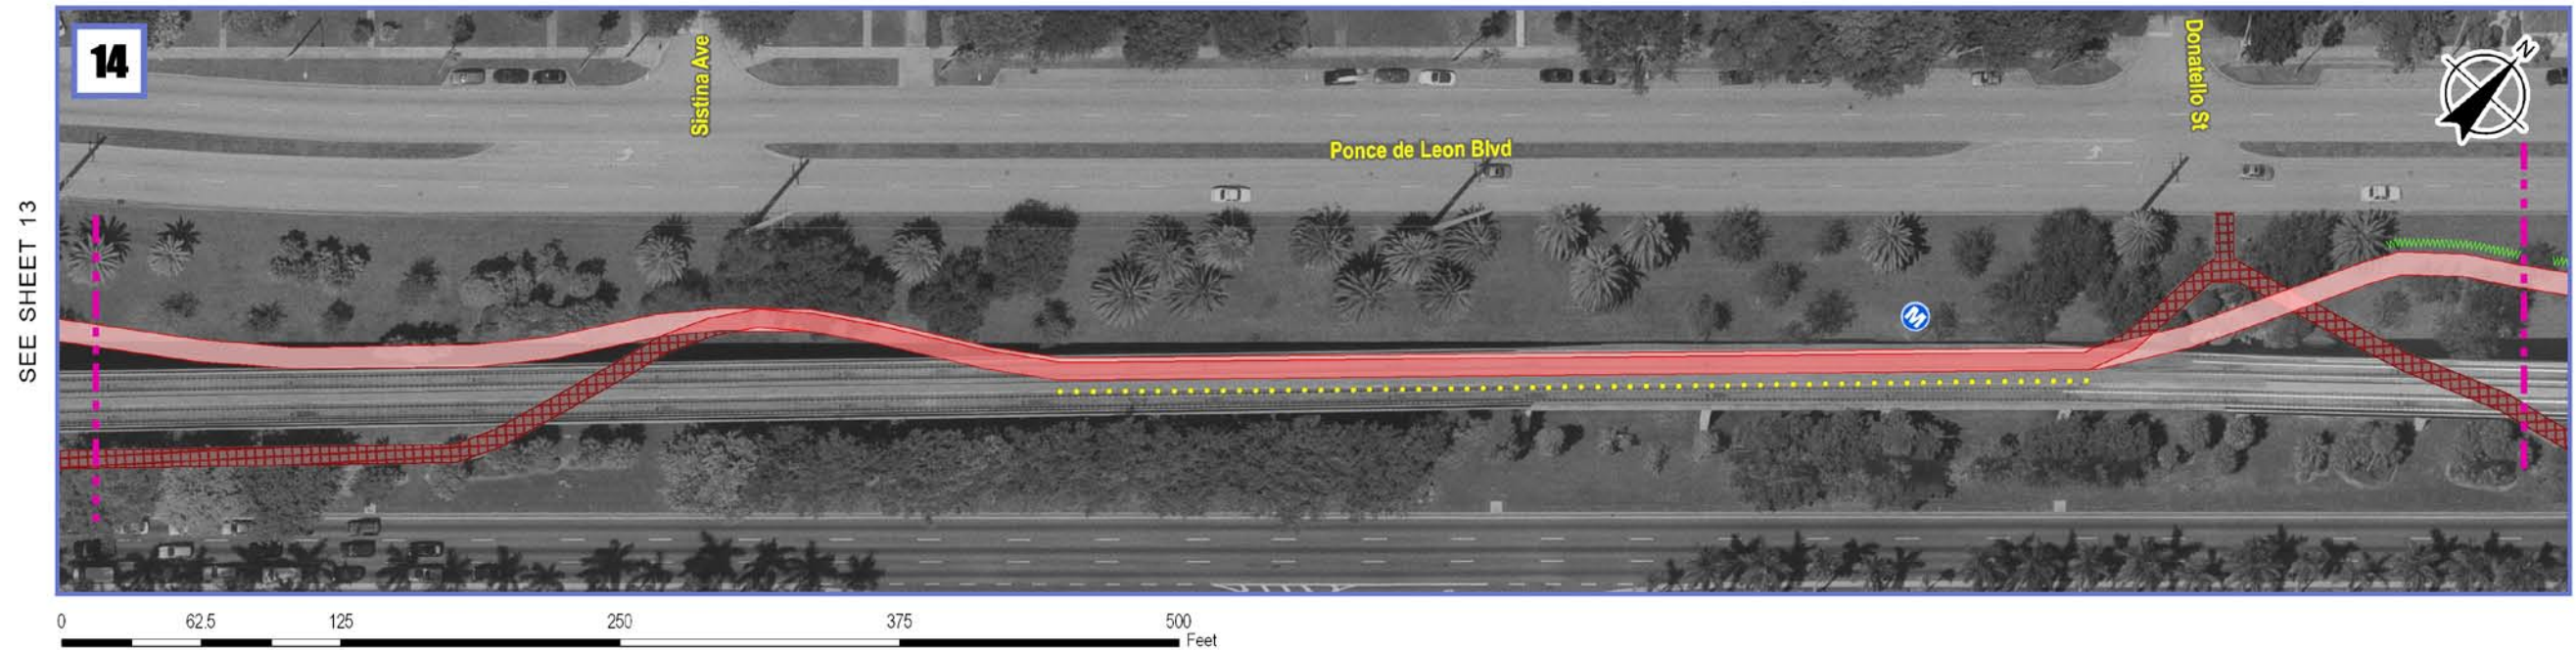 14
Sistina Ave
Donatello St
N
Ponce de Leon Blvd
SEE SHEET 13
M
0 62.5 125 250 375 500
Feet